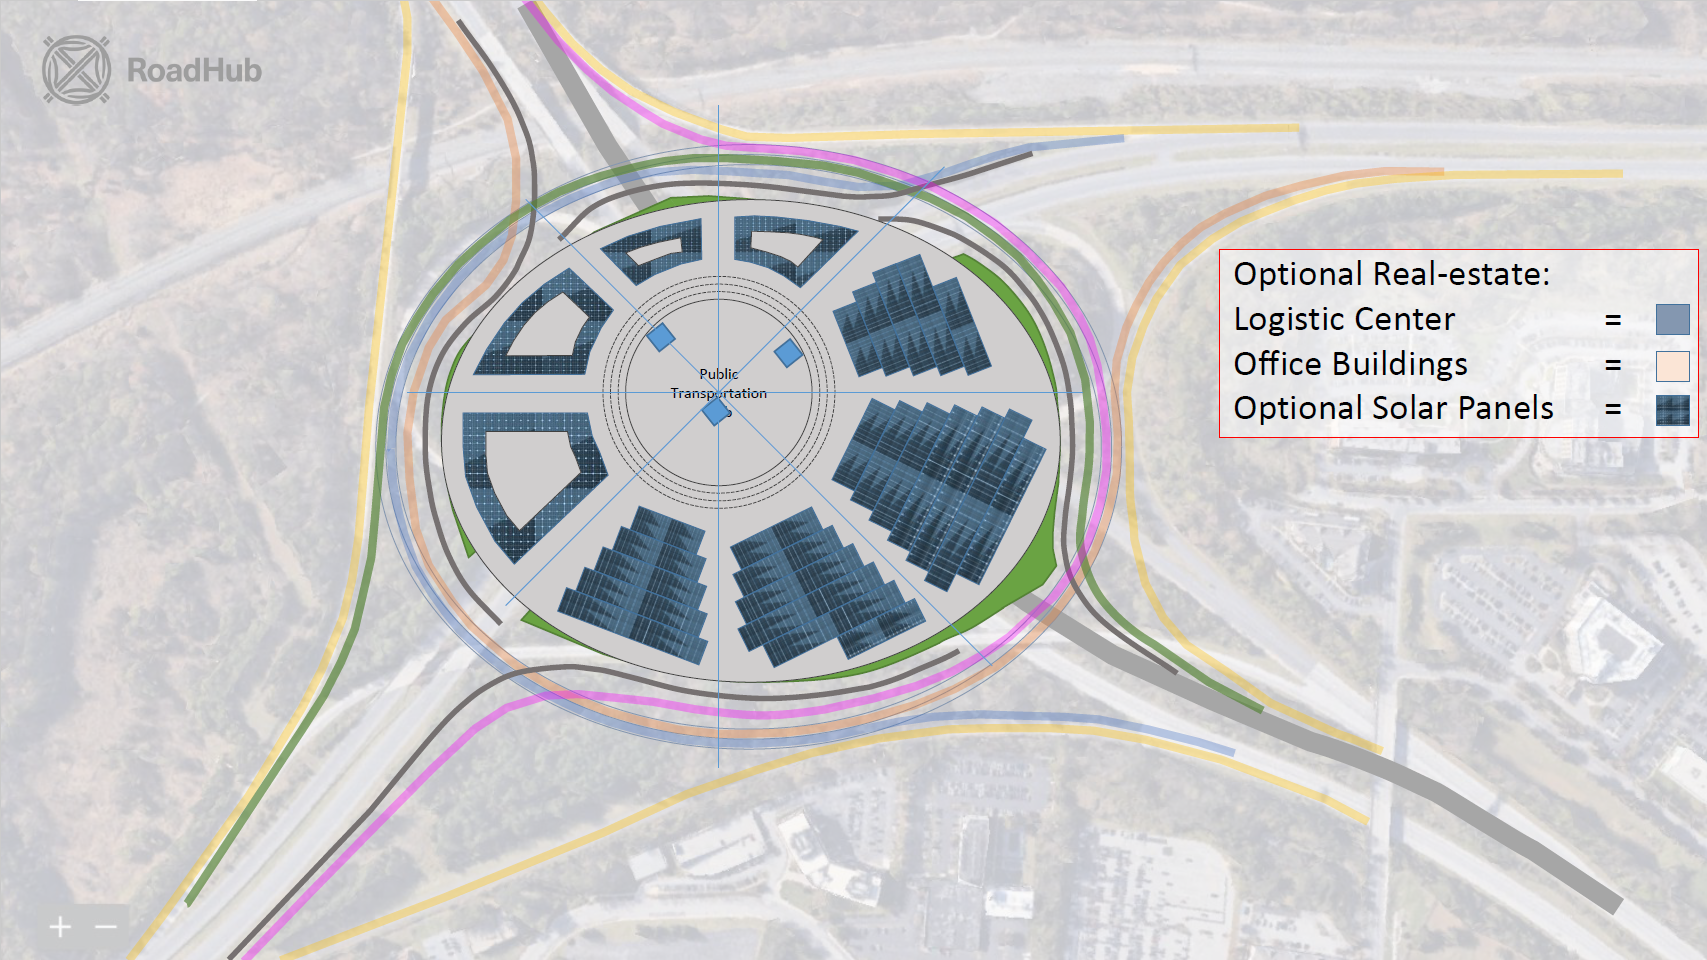 RoadHub
Public
Transportation
Optional Real-estate:
Logistic Center =
Office Buildings =
Optional Solar Panels =
+ −